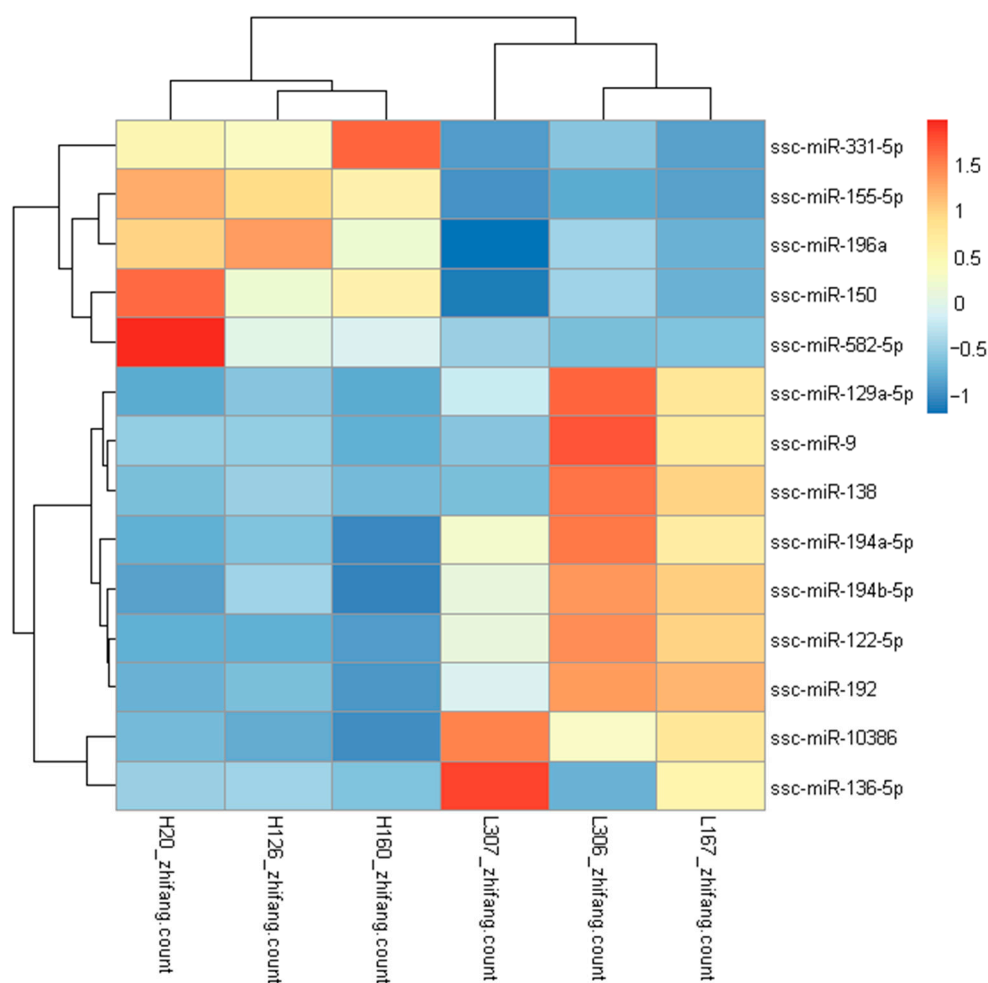 ssc-miR-331-5p
ssc-miR-155-5p
ssc-miR-196a
ssc-miR-150
ssc-miR-582-5p
ssc-miR-129a-5p
ssc-miR-9
ssc-miR-138
ssc-miR-194a-5p
ssc-miR-194b-5p
ssc-miR-122-5p
ssc-miR-192
ssc-miR-10386
ssc-miR-136-5p
1.5
1
0.5
0
−0.5
−1
H20_zhifang.count
H126_zhifang.count
H160_zhifang.count
L307_zhifang.count
L306_zhifang.count
L167_zhifang.count